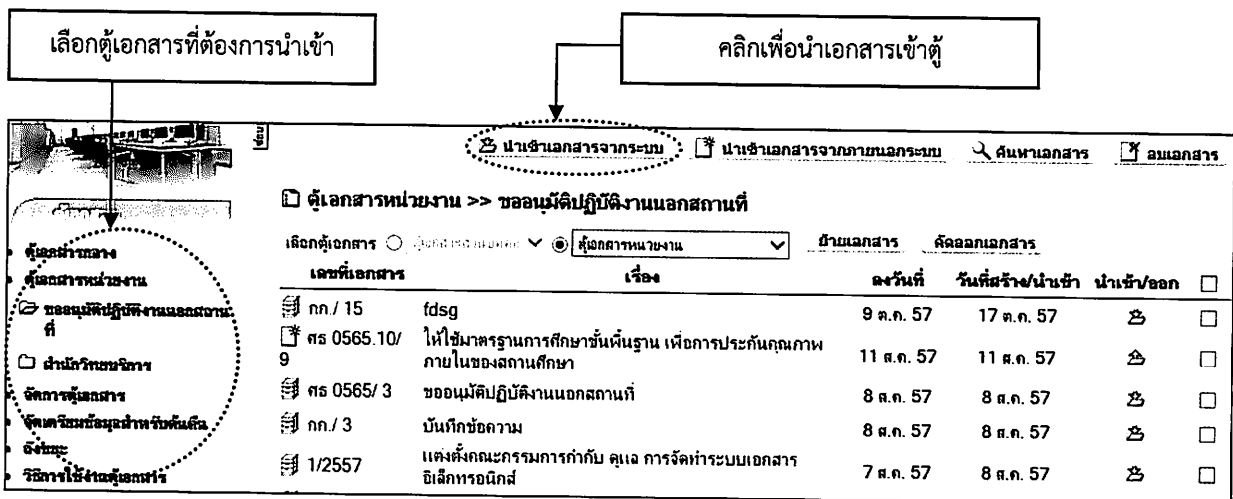 เลือกตู้เอกสารที่ต้องการนำเข้า
คลิกเพื่อนำเอกสารเข้าตู้
ซ่อน
นำเข้าเอกสารจากระบบ
นำเข้าเอกสารจากภายนอกระบบ
ค้นหาเอกสาร
ลบเอกสาร
ตู้เอกสารหน่วยงาน >> ขออนุมัติปฏิบัติงานนอกสถานที่
เลือกตู้เอกสาร ตู้เอกสารหน่วยงาน ย้ายเอกสาร คัดลอกเอกสาร
ตู้เอกสารกลาง
ตู้เอกสารหน่วยงาน
ขออนุมัติปฏิบัติงานนอกสถาน
ที่
สำนักวิทยบริการ
จัดการตู้เอกสาร
จัดเตรียมข้อมูลสำหรับค้นคืน
ถังขยะ
วิธีการใช้งานตู้เอกสาร
เลขที่เอกสาร เรื่อง ลงวันที่ วันที่สร้าง/นำเข้า นำเข้า/ออก
กก./ 15 fdsg 9 ต.ค. 57 17 ต.ค. 57
ศธ 0565.10/ ให้ใช้มาตรฐานการศึกษาขั้นพื้นฐาน เพื่อการประกันคุณภาพ
9 ภายในของสถานศึกษา 11 ส.ค. 57 11 ส.ค. 57
ศธ 0565/ 3 ขออนุมัติปฏิบัติงานนอกสถานที่ 8 ส.ค. 57 8 ส.ค. 57
กก./ 3 บันทึกข้อความ 8 ส.ค. 57 8 ส.ค. 57
1/2557 แต่งตั้งคณะกรรมการกำกับ ดูแล การจัดทำระบบเอกสาร
อิเล็กทรอนิกส์ 7 ส.ค. 57 8 ส.ค. 57